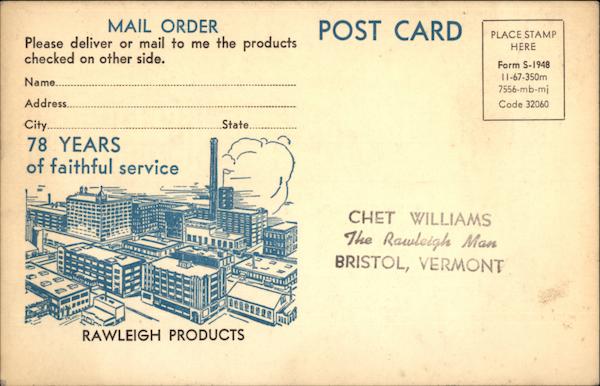 MAIL ORDER
Please deliver or mail to me the products
checked on other side.
Name
Address
City State
78 YEARS
of faithful service
RAWLEIGH PRODUCTS
POST CARD
PLACE STAMP
HERE
Form S-1948
11-67-350m
7556-mb-mj
Code 32060
CHET WILLIAMS
The Rawleigh Man
BRISTOL, VERMONT